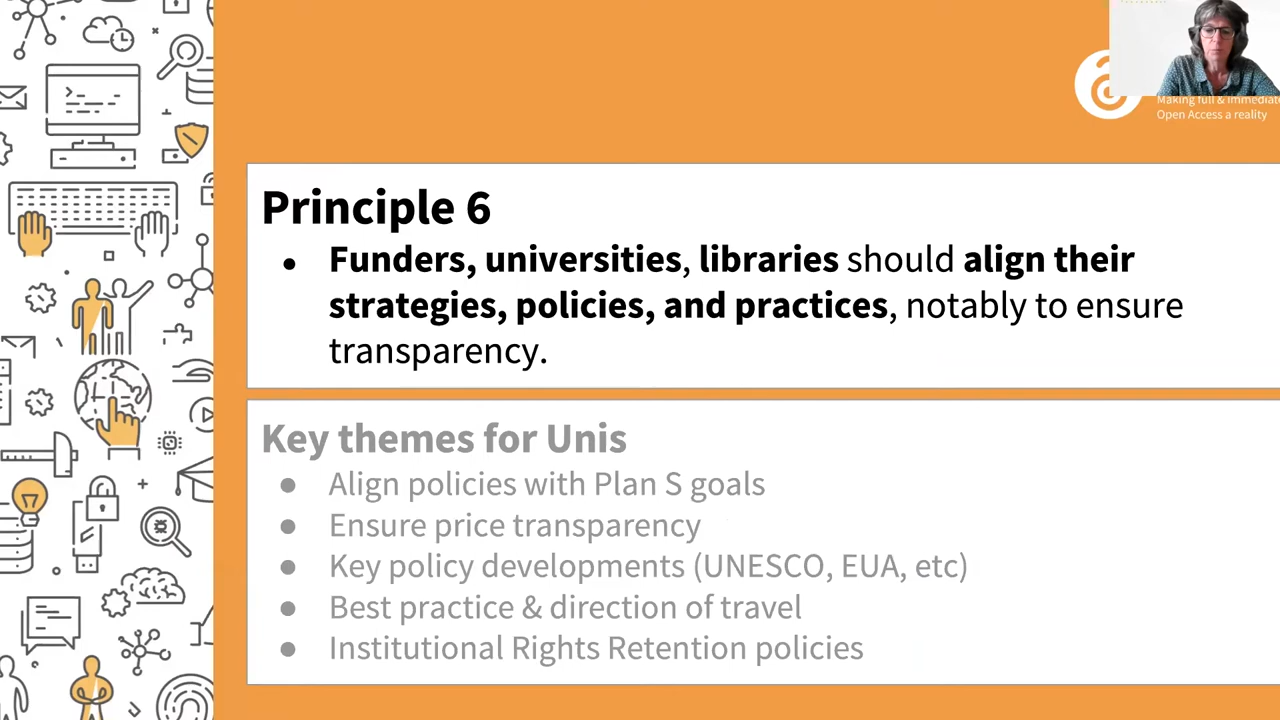 Making full & immediate
Open Access a reality
Principle 6
● Funders, universities, libraries should align their
strategies, policies, and practices, notably to ensure
transparency.
Key themes for Unis
● Align policies with Plan S goals
● Ensure price transparency
● Key policy developments (UNESCO, EUA, etc)
● Best practice & direction of travel
● Institutional Rights Retention policies